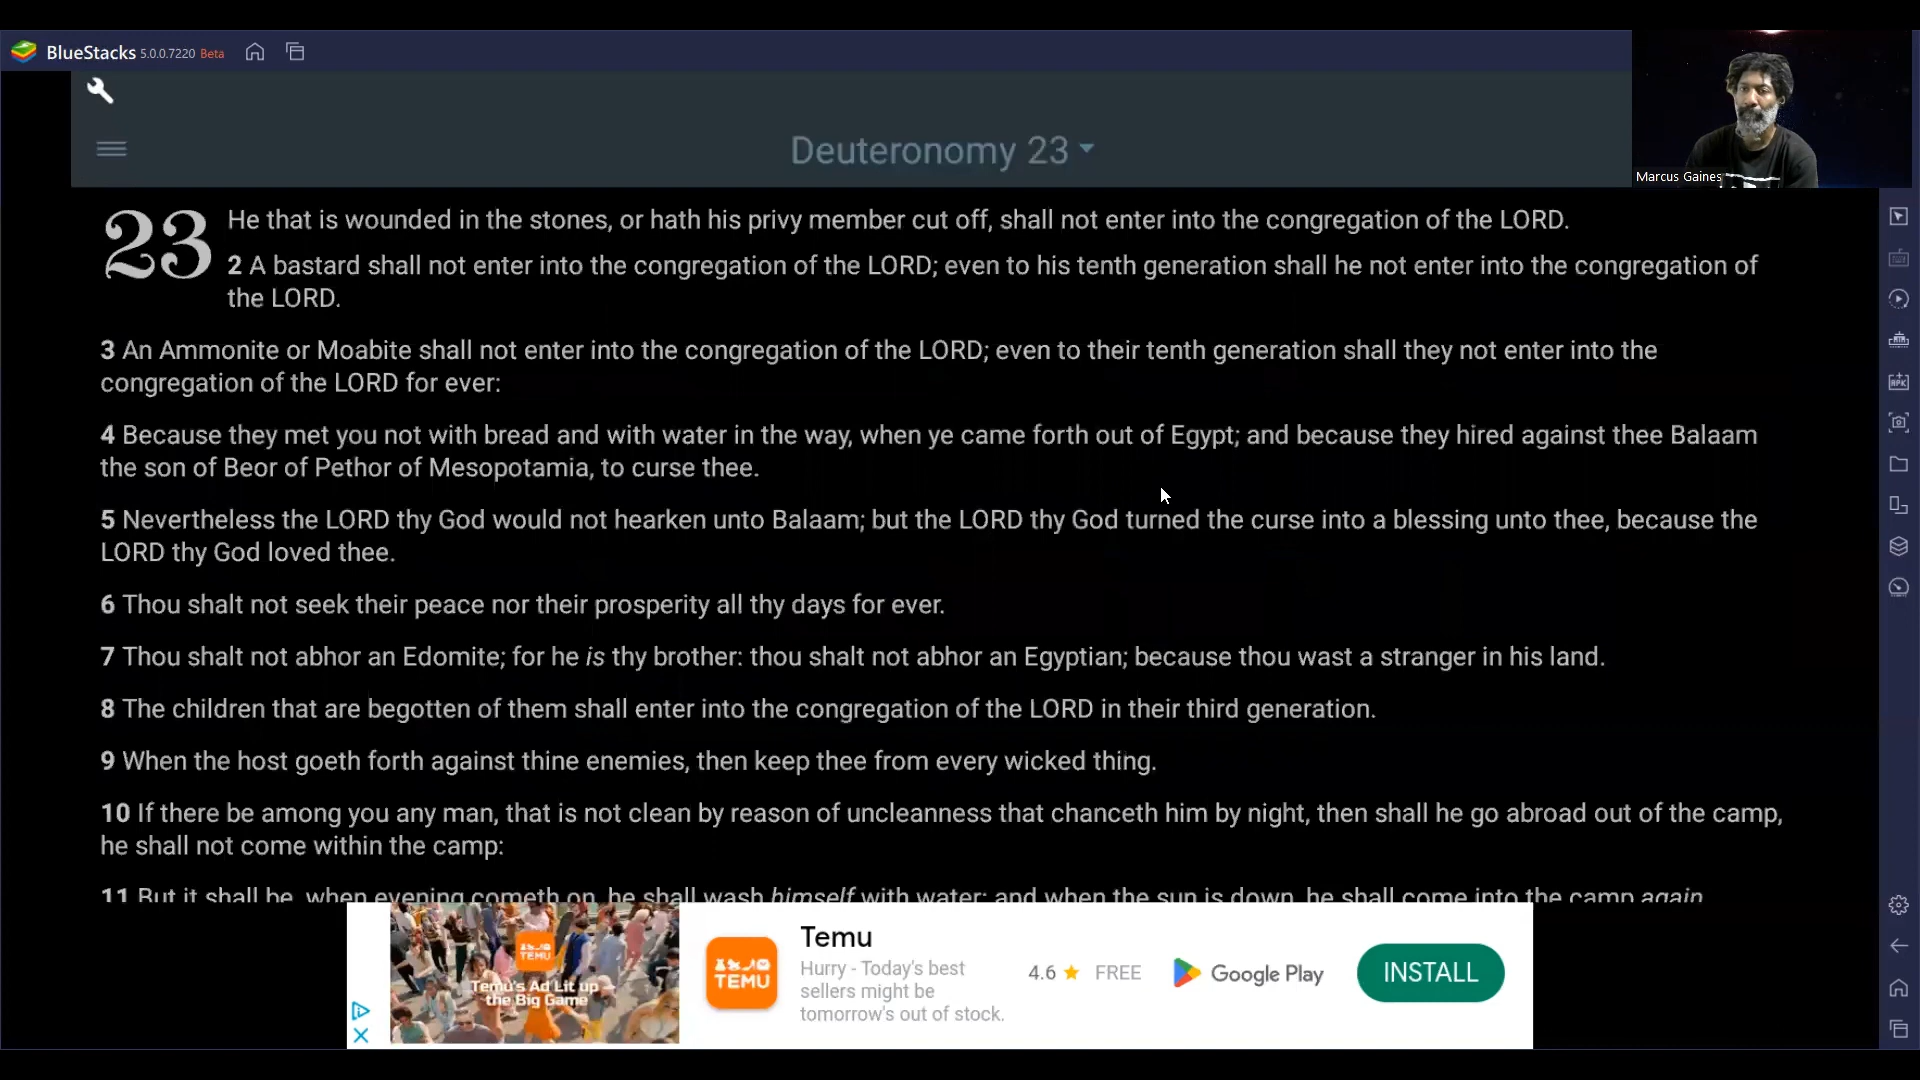 BlueStacks 5.0.0.7220 Beta
Marcus Gaines
Deuteronomy 23
23 He that is wounded in the stones, or hath his privy member cut off, shall not enter into the congregation of the LORD.
2 A bastard shall not enter into the congregation of the LORD; even to his tenth generation shall he not enter into the congregation of
the LORD.
3 An Ammonite or Moabite shall not enter into the congregation of the LORD; even to their tenth generation shall they not enter into the
congregation of the LORD for ever:
4 Because they met you not with bread and with water in the way, when ye came forth out of Egypt; and because they hired against thee Balaam
the son of Beor of Pethor of Mesopotamia, to curse thee.
5 Nevertheless the LORD thy God would not hearken unto Balaam; but the LORD thy God turned the curse into a blessing unto thee, because the
LORD thy God loved thee.
6 Thou shalt not seek their peace nor their prosperity all thy days for ever.
7 Thou shalt not abhor an Edomite; for he is thy brother: thou shalt not abhor an Egyptian; because thou wast a stranger in his land.
8 The children that are begotten of them shall enter into the congregation of the LORD in their third generation.
9 When the host goeth forth against thine enemies, then keep thee from every wicked thing.
10 If there be among you any man, that is not clean by reason of uncleanness that chanceth him by night, then shall he go abroad out of the camp,
he shall not come within the camp:
11 But it shall be, when evening cometh on, he shall wash himself with water: and when the sun is down, he shall come into the camp again
TEMU
Temu's Ad Lit up
the Big Game
TEMU
Temu
Hurry - Today's best
sellers might be
tomorrow's out of stock.
4.6 ★ FREE
Google Play
INSTALL